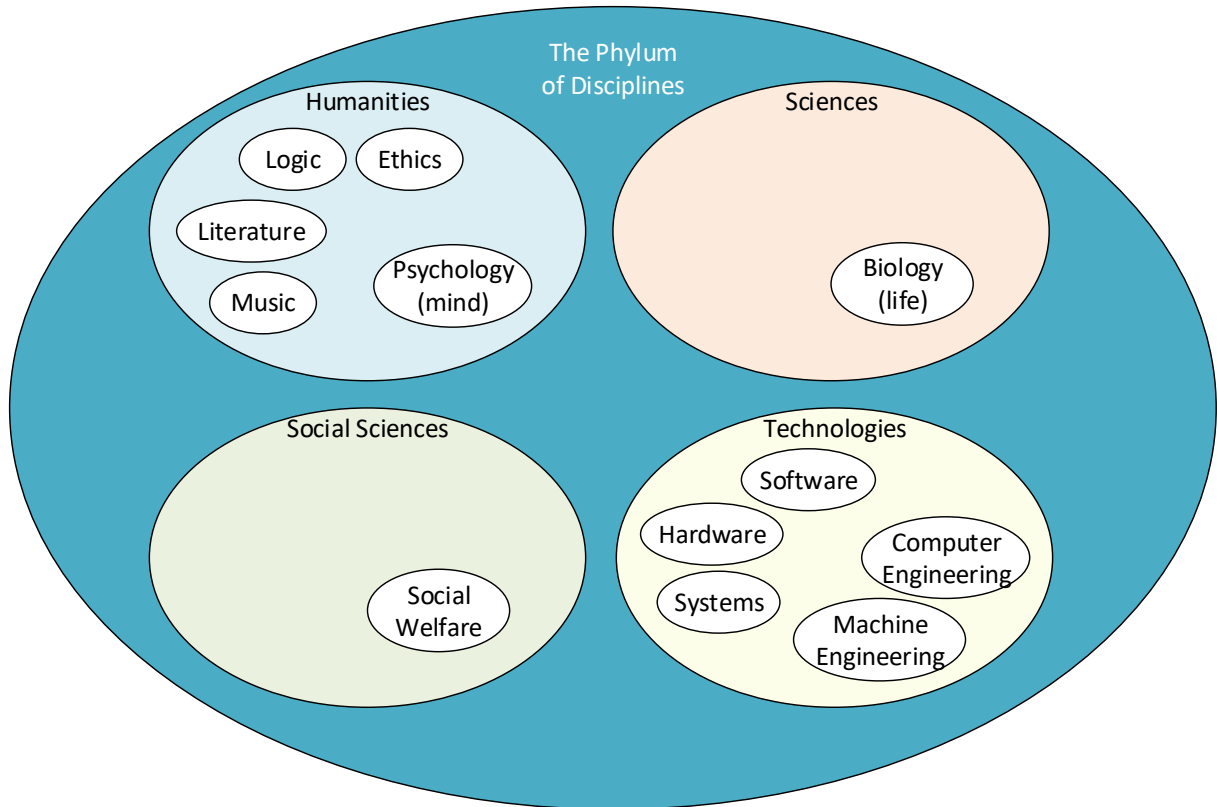 The Phylum
of Disciplines
Humanities
Logic
Ethics
Literature
Psychology
(mind)
Music
Sciences
Biology
(life)
Social Sciences
Social
Welfare
Technologies
Software
Hardware
Computer
Engineering
Systems
Machine
Engineering